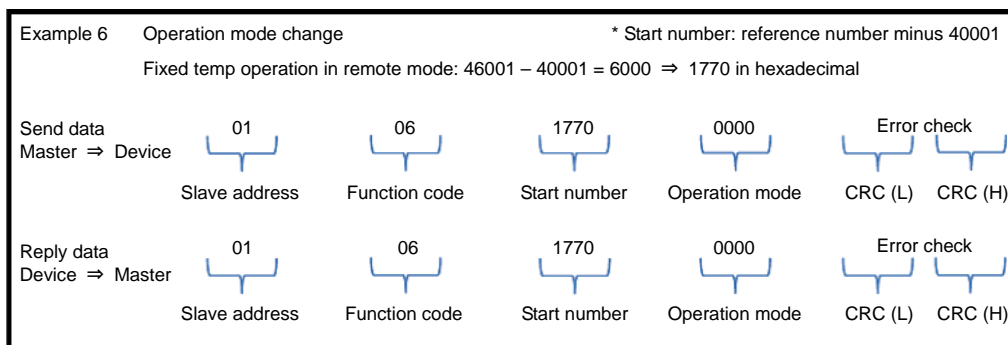 Example 6 Operation mode change * Start number: reference number minus 40001
Fixed temp operation in remote mode: 46001 – 40001 = 6000 ⇒ 1770 in hexadecimal
Send data 01 06 1770 0000 Error check
Master ⇒ Device
Slave address Function code Start number Operation mode CRC (L) CRC (H)
Reply data 01 06 1770 0000 Error check
Device ⇒ Master
Slave address Function code Start number Operation mode CRC (L) CRC (H)